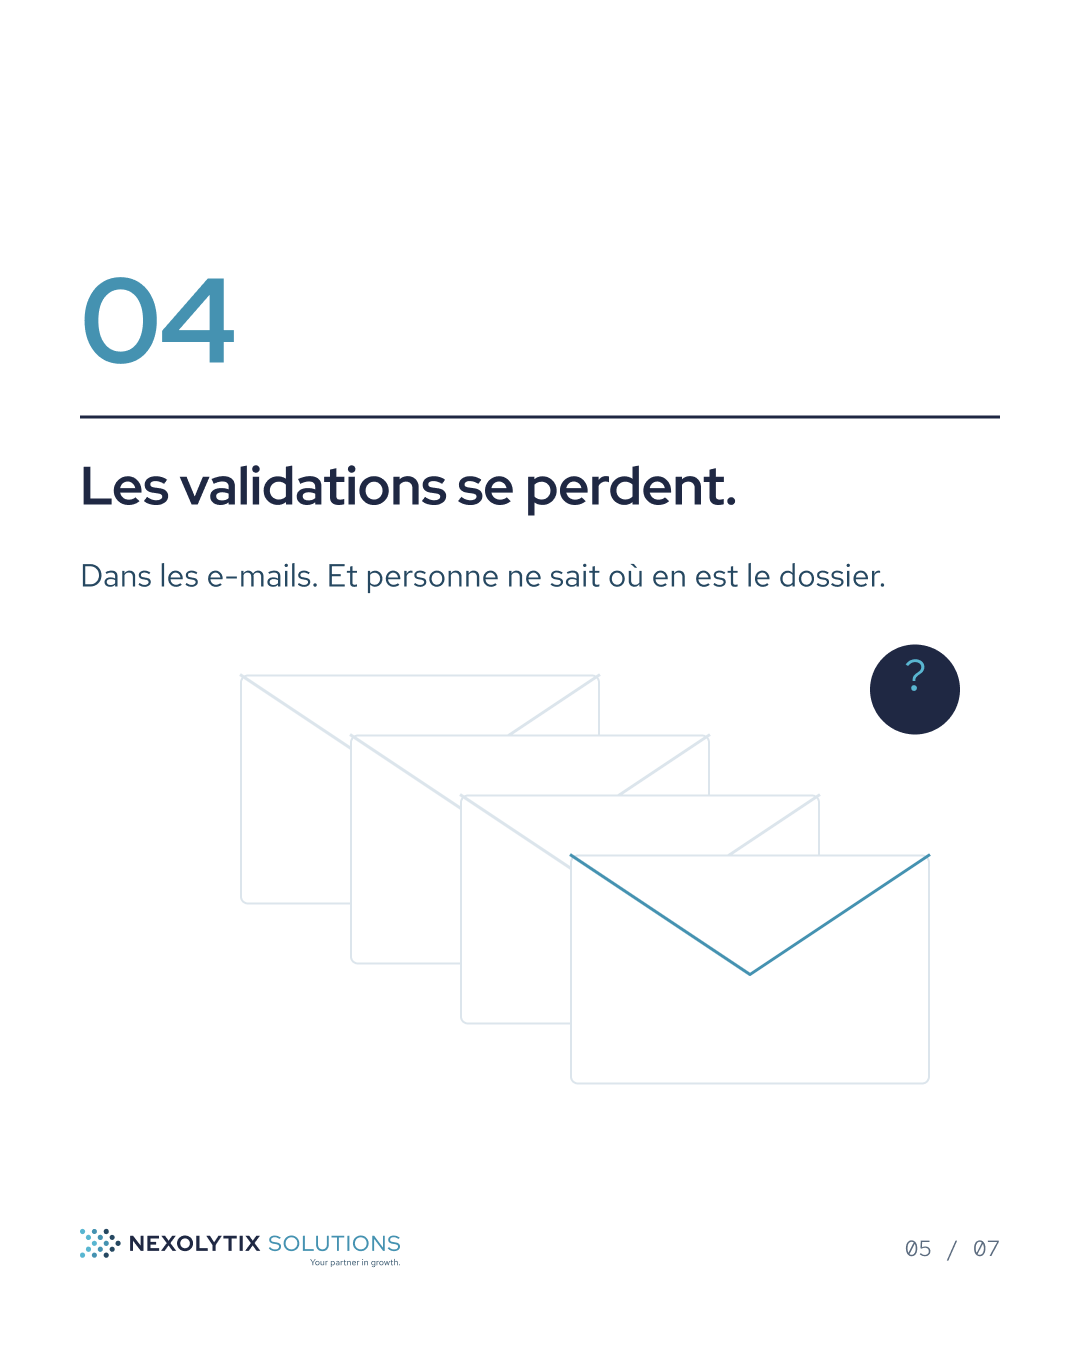 04
Les validations se perdent.
Dans les e-mails. Et personne ne sait où en est le dossier.
?
NEXOLYTIX SOLUTIONS
Your partner in growth.
05 / 07